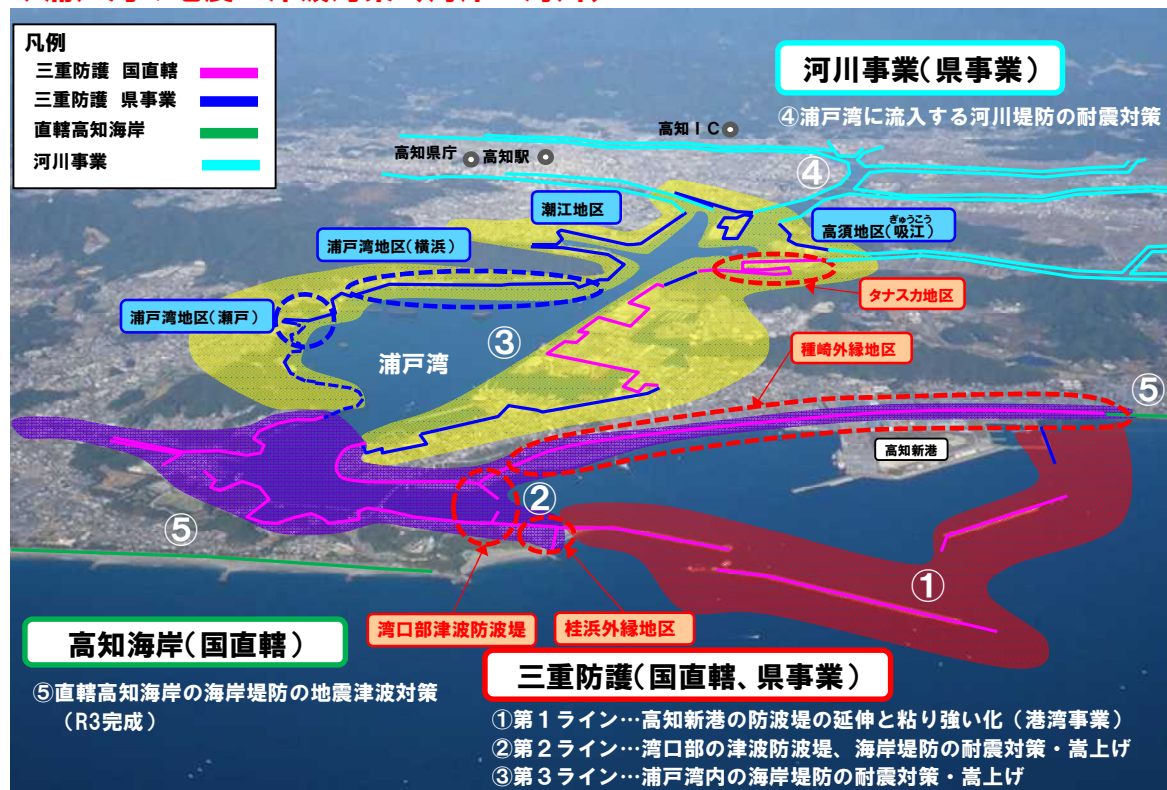 凡例
三重防護 国直轄
三重防護 県事業
直轄高知海岸
河川事業
河川事業(県事業)
④浦戸湾に流入する河川堤防の耐震対策
高知IC
高知県庁
高知駅
④
潮江地区
ぎゅうこう
高須地区(吸江)
浦戸湾地区(横浜)
タナスカ地区
浦戸湾地区(瀬戸)
③
浦戸湾
種崎外縁地区
⑤
高知新港
②
⑤
①
湾口部津波防波堤
桂浜外縁地区
高知海岸(国直轄)
⑤直轄高知海岸の海岸堤防の地震津波対策
(R3完成)
三重防護(国直轄、県事業)
①第1ライン…高知新港の防波堤の延伸と粘り強い化(港湾事業)
②第2ライン…湾口部の津波防波堤、海岸堤防の耐震対策・嵩上げ
③第3ライン…浦戸湾内の海岸堤防の耐震対策・嵩上げ